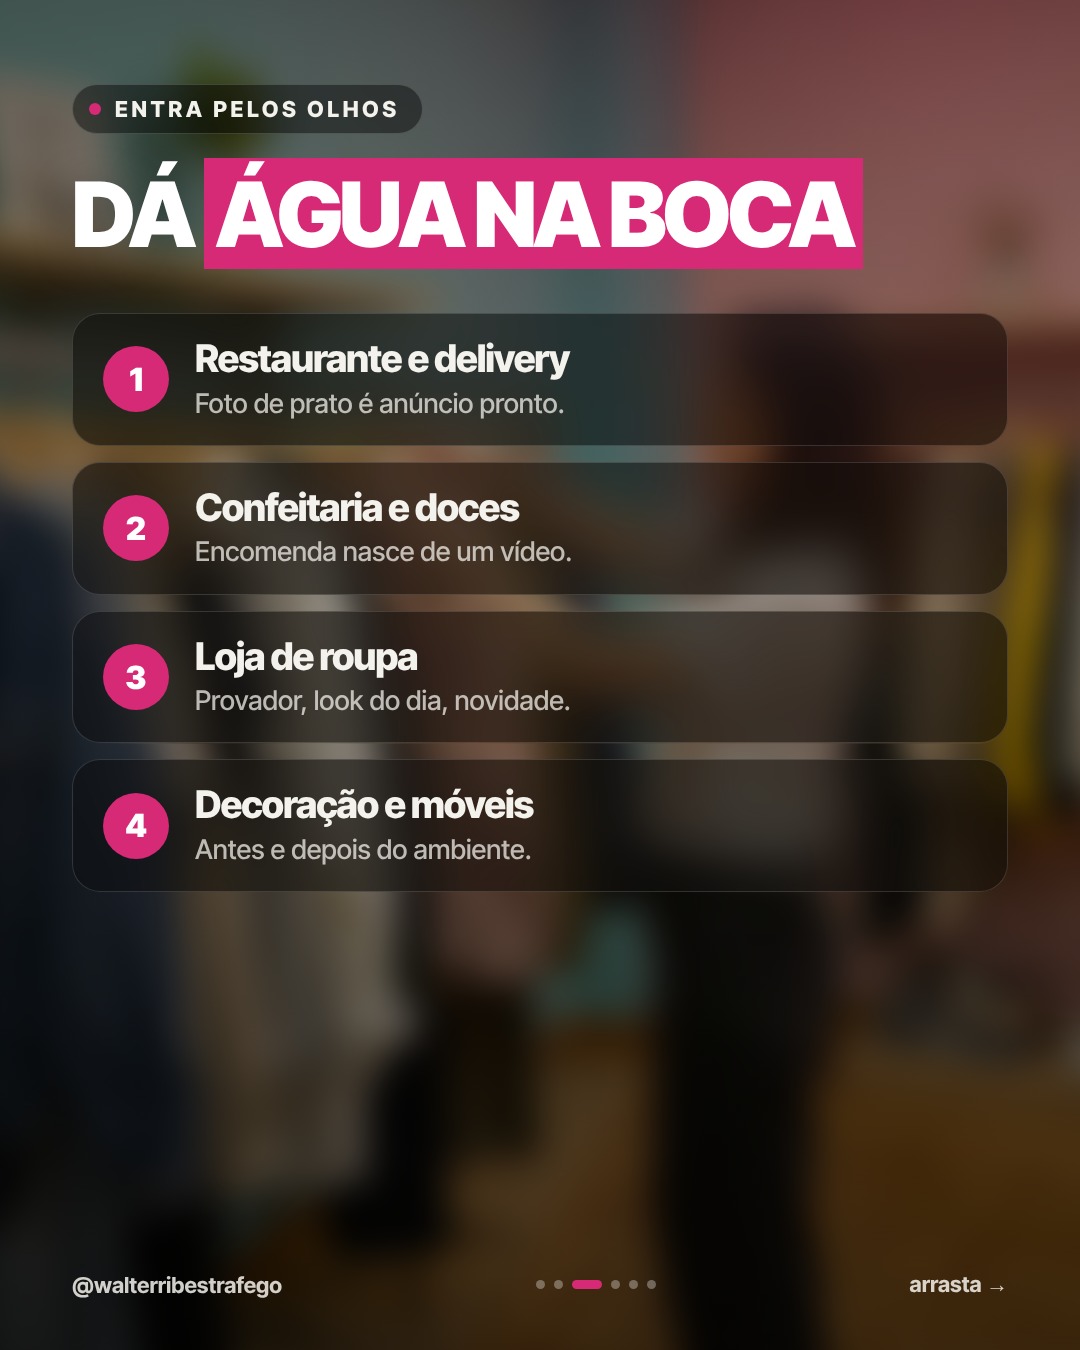 ENTRA PELOS OLHOS
DÁ ÁGUA NA BOCA
1
Restaurante e delivery
Foto de prato é anúncio pronto.
2
Confeitaria e doces
Encomenda nasce de um vídeo.
3
Loja de roupa
Provador, look do dia, novidade.
4
Decoração e móveis
Antes e depois do ambiente.
@walterribestrafego
arrasta →